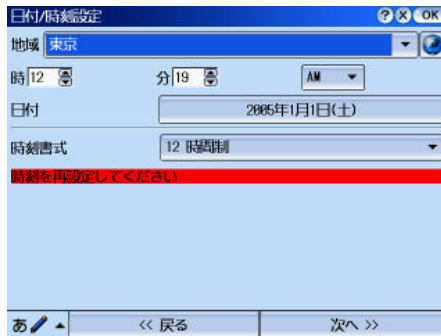 日付/時刻設定 ? X OK
地域 東京
時 12 分 19 AM
日付 2005年1月1日(土)
時刻書式 12 時間制
時刻を再設定してください
あ << 戻る 次へ >>